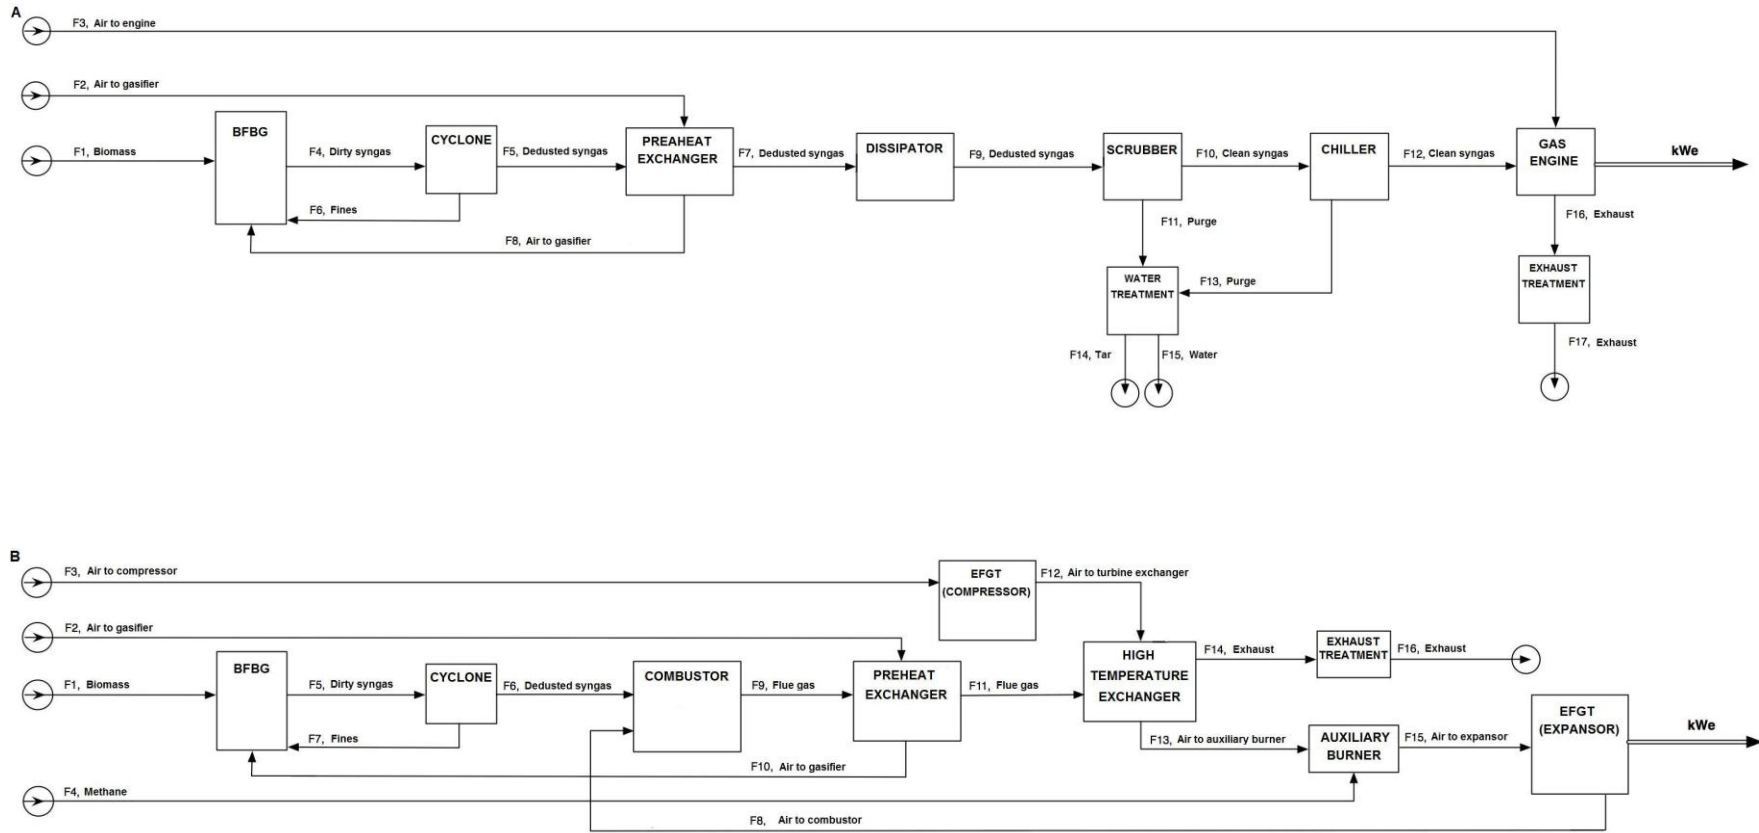 A
F3, Air to engine
F2, Air to gasifier
BFBG
CYCLONE
PREAHEAT
EXCHANGER
DISSIPATOR
SCRUBBER
CHILLER
GAS
ENGINE
F1, Biomass
F4, Dirty syngas
F5, Dedusted syngas
F7, Dedusted syngas
F9, Dedusted syngas
F10, Clean syngas
F12, Clean syngas
kWe
F6, Fines
F8, Air to gasifier
F11, Purge
F16, Exhaust
WATER
TREATMENT
F13, Purge
EXHAUST
TREATMENT
F14, Tar
F15, Water
F17, Exhaust
B
F3, Air to compressor
EFGT
(COMPRESSOR)
F12, Air to turbine exchanger
F2, Air to gasifier
BFBG
CYCLONE
COMBUSTOR
PREHEAT
EXCHANGER
HIGH
TEMPERATURE
EXCHANGER
F14, Exhaust
EXHAUST
TREATMENT
F16, Exhaust
F1, Biomass
F5, Dirty syngas
F6, Dedusted syngas
F9, Flue gas
F11, Flue gas
EFGT
(EXPANSOR)
kWe
F7, Fines
F13, Air to auxiliary burner
AUXILIARY
BURNER
F15, Air to expansor
F10, Air to gasifier
F4, Methane
F8, Air to combustor